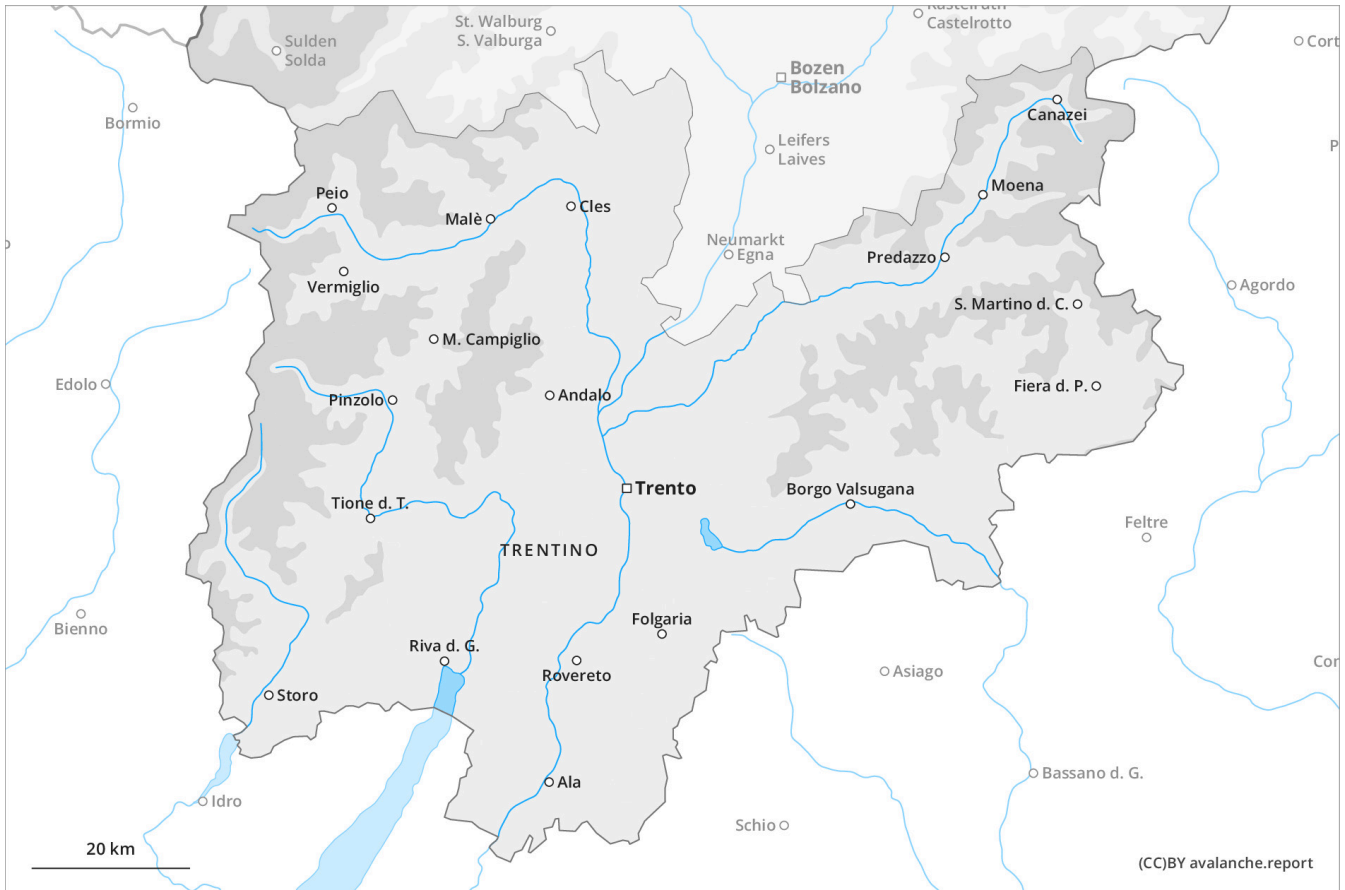 Kastelruth
Castelrotto
St. Walburg
S. Valburga
Sulden
Solda
Cort
Bozen
Bolzano
Bormio
Canazei
Leifers
Laives
P
Moena
Peio
Malè
Cles
Neumarkt
Egna
Predazzo
Vermiglio
Agordo
S. Martino d. C.
M. Campiglio
Edolo
Fiera d. P.
Pinzolo
Andalo
Trento
Borgo Valsugana
Tione d. T.
Feltre
TRENTINO
Folgaria
Bienno
Riva d. G.
Rovereto
Asiago
Cor
Storo
Bassano d. G.
Ala
Idro
Schio
20 km
(CC)BY avalanche.report